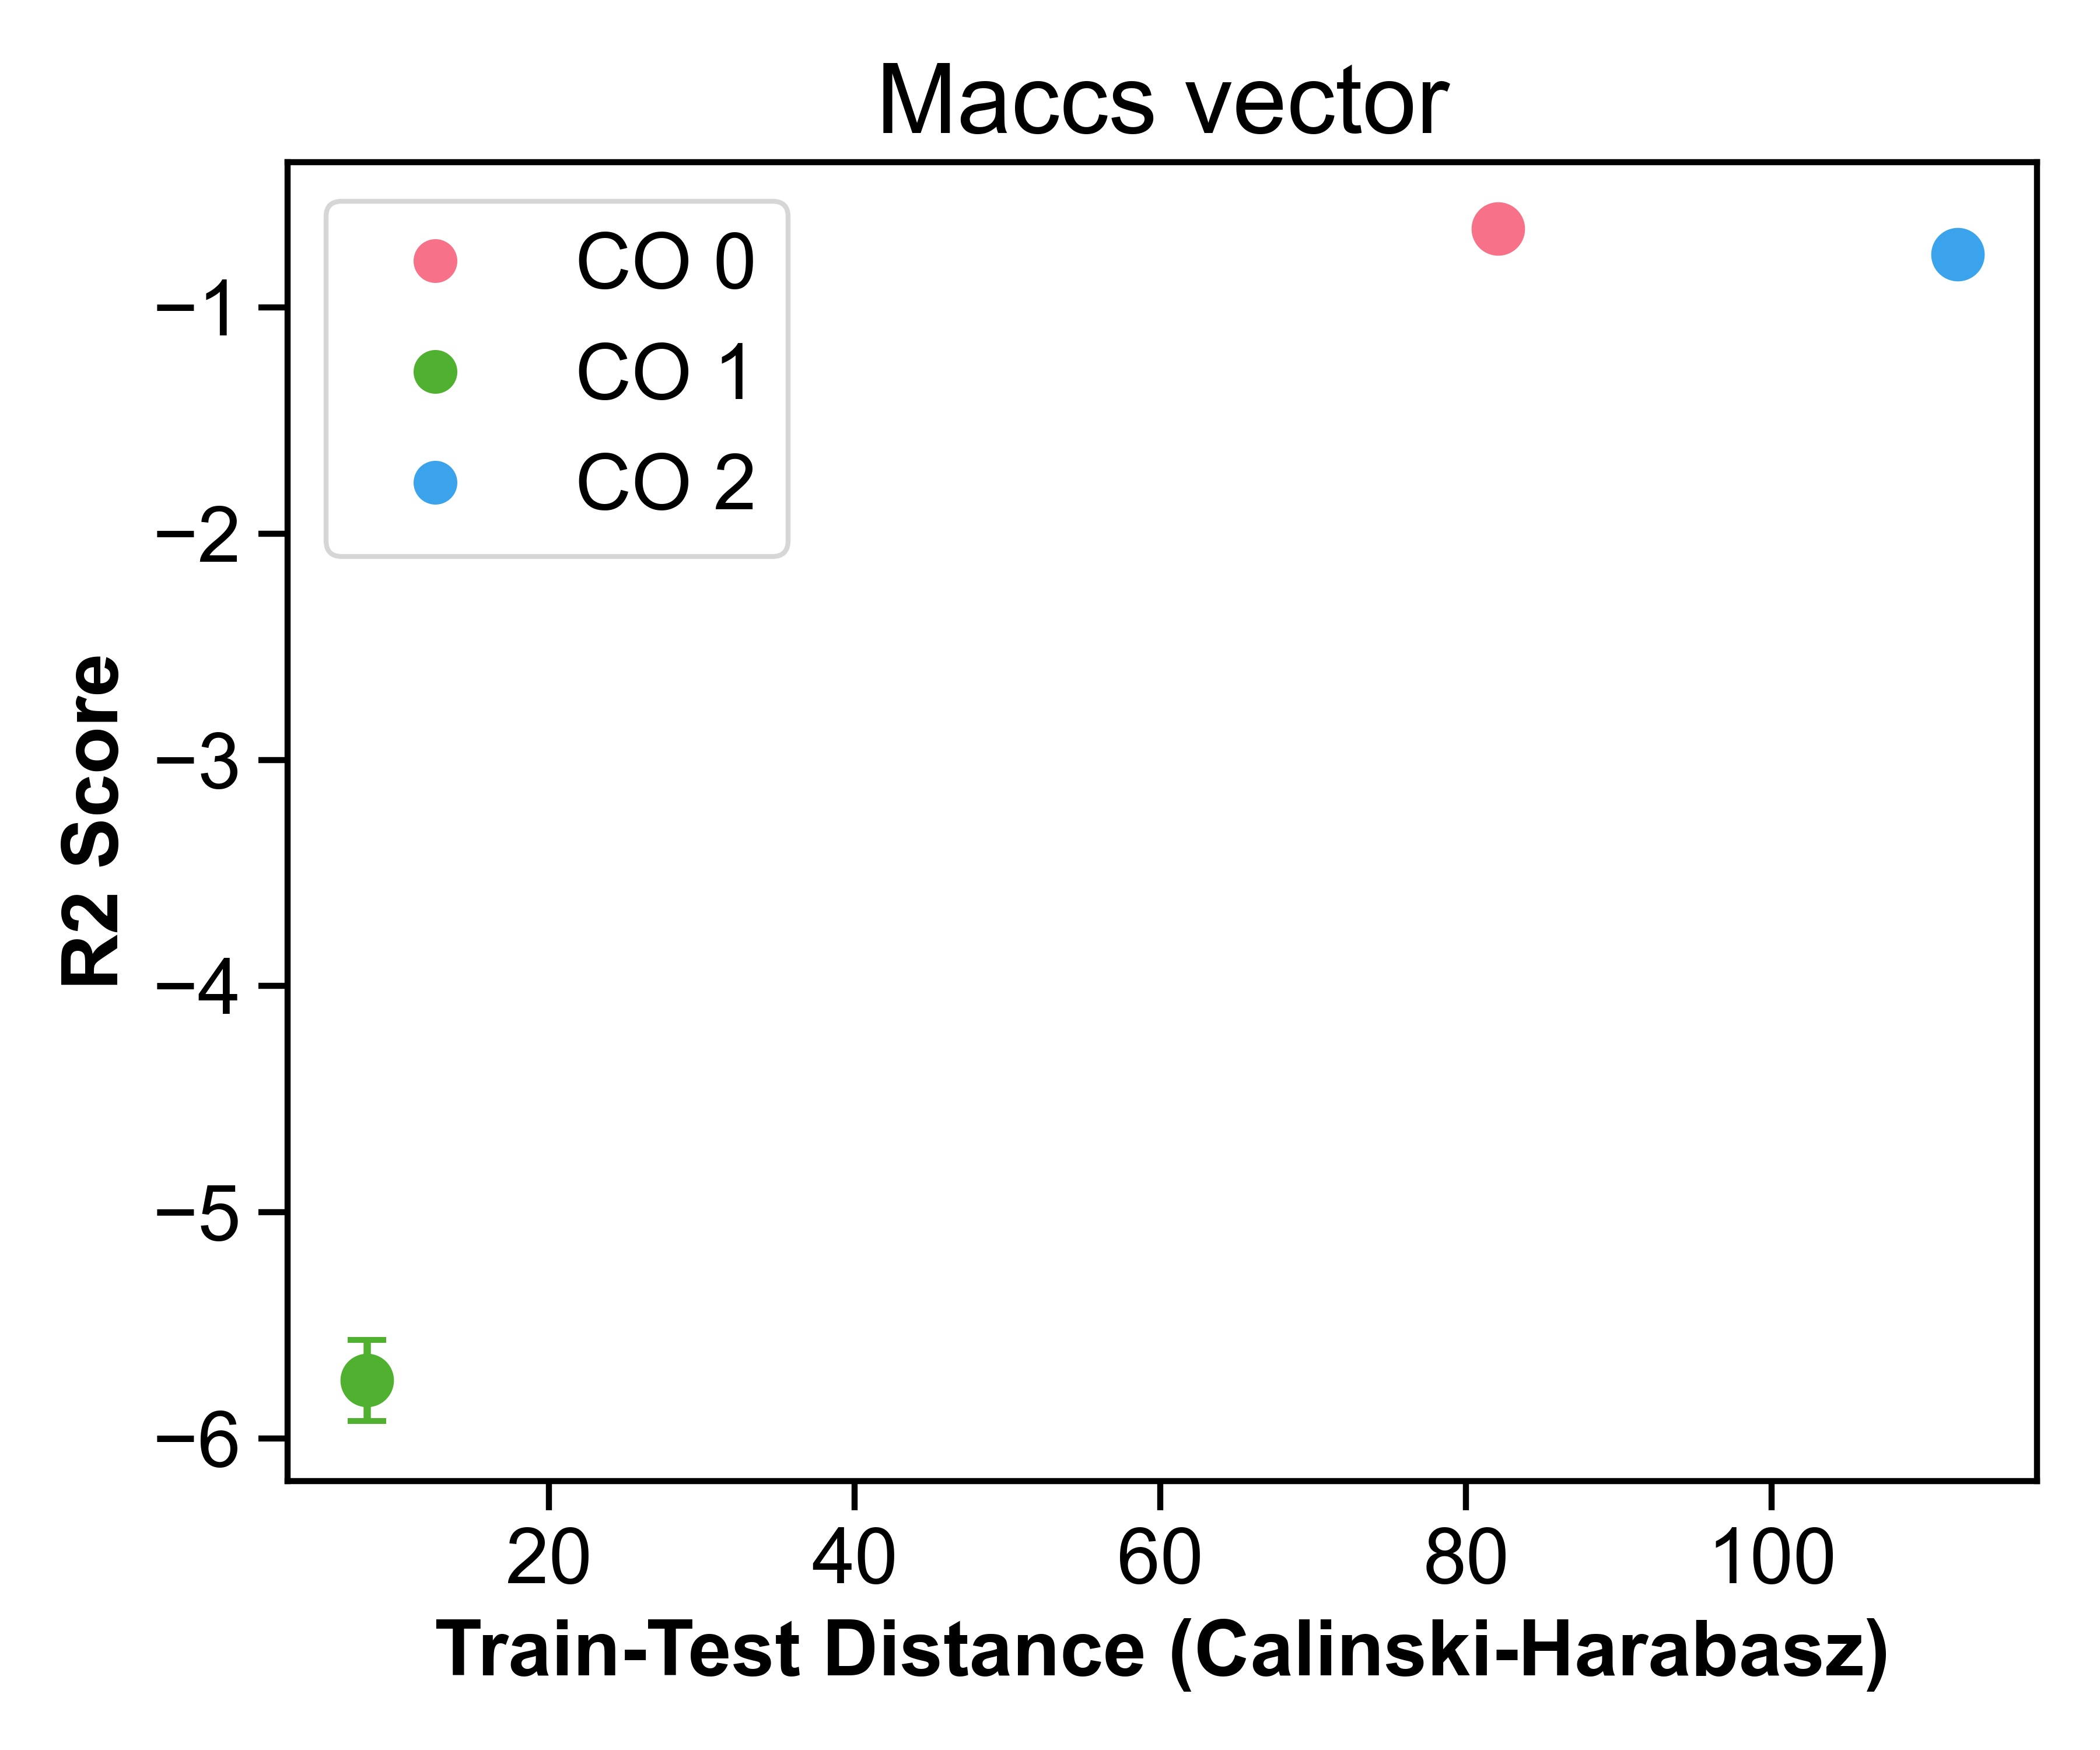 Maccs vector
CO 0
CO 1
CO 2
−1
−2
−3
−4
−5
−6
R2 Score
20 40 60 80 100
Train-Test Distance (Calinski-Harabasz)